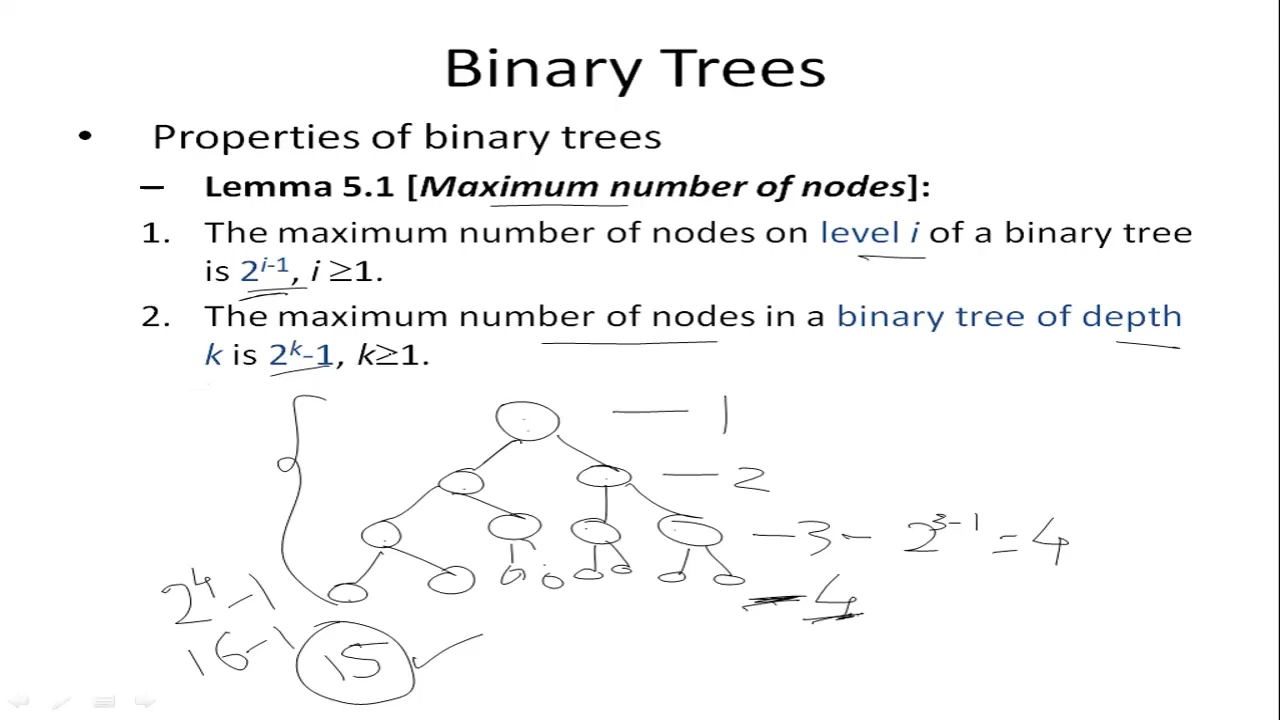 Binary Trees
• Properties of binary trees
– Lemma 5.1 [Maximum number of nodes]:
1. The maximum number of nodes on level i of a binary tree
is 2^{i-1}, i ≥1.
2. The maximum number of nodes in a binary tree of depth
k is 2^k-1, k≥1.
— 1
— 2
— 3 — 2^{3-1} = 4
— 4
2^4 - 1
16-1 15 ✓